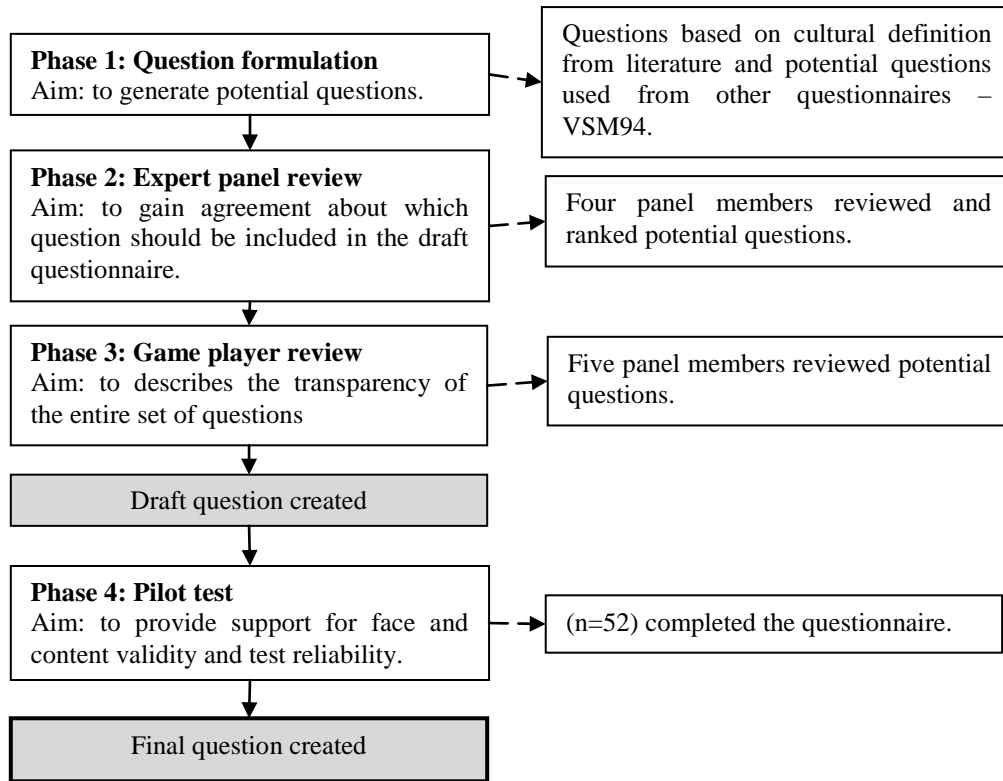 Phase 1: Question formulation
Aim: to generate potential questions.
Questions based on cultural definition
from literature and potential questions
used from other questionnaires –
VSM94.
Phase 2: Expert panel review
Aim: to gain agreement about which
question should be included in the draft
questionnaire.
Four panel members reviewed and
ranked potential questions.
Phase 3: Game player review
Aim: to describes the transparency of
the entire set of questions
Five panel members reviewed potential
questions.
Draft question created
Phase 4: Pilot test
Aim: to provide support for face and
content validity and test reliability.
(n=52) completed the questionnaire.
Final question created